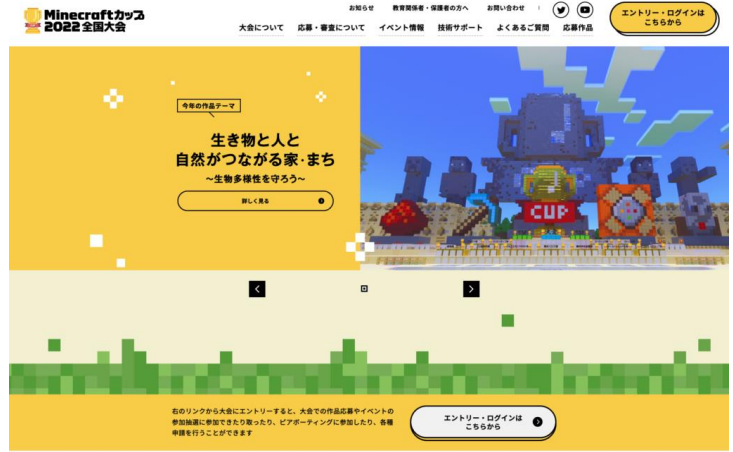 Minecraftカップ
2022 全国大会
お知らせ 教育関係者・保護者の方へ お問い合わせ
エントリー・ログインは
こちらから
大会について 応募・審査について イベント情報 技術サポート よくあるご質問 応募作品
今年の作品テーマ
生き物と人と
自然がつながる家·まち
～生物多様性を守ろう～
詳しく見る
CUP
右のリンクから大会にエントリーすると、大会での作品応募やイベントの
参加抽選に参加できたり取ったり、ピアボーティングに参加したり、各種
申請を行うことができます
エントリー・ログインは
こちらから